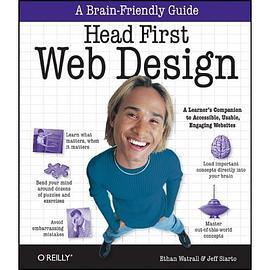 A Brain-Friendly Guide
Head First
Web Design
A Learner's Companion
to Accessible, Usable,
Engaging Websites
Learn what
matters, when
it matters
Load important
concepts directly into
your brain
Bend your mind
around dozens
of puzzles and
exercises
Avoid
embarrassing
mistakes
Master
out-of-this-world
concepts
O'REILLY®
Ethan Watrall & Jeff Siarto